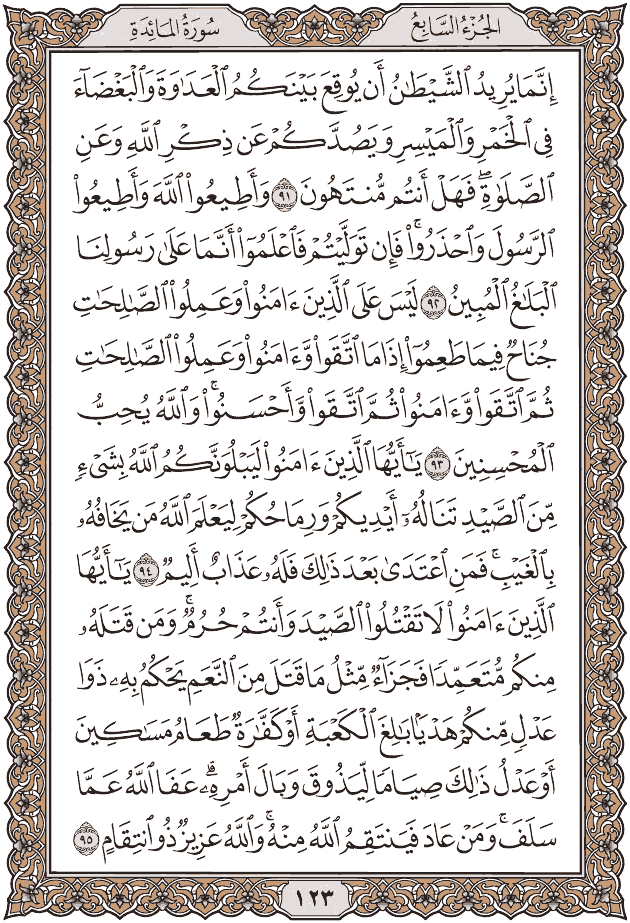 الجُزْءُ السَّابِعُ
سُورَةُ المَائِدَةِ
إِنَّمَا يُرِيدُ ٱلشَّيْطَٰنُ أَن يُوقِعَ بَيْنَكُمُ ٱلْعَدَٰوَةَ وَٱلْبَغْضَآءَ
فِى ٱلْخَمْرِ وَٱلْمَيْسِرِ وَيَصُدَّكُمْ عَن ذِكْرِ ٱللَّهِ وَعَنِ
ٱلصَّلَوٰةِ ۖ فَهَلْ أَنتُم مُّنتَهُونَ ٩١ وَأَطِيعُوا۟ ٱللَّهَ وَأَطِيعُوا۟
ٱلرَّسُولَ وَٱحْذَرُوا۟ ۚ فَإِن تَوَلَّيْتُمْ فَٱعْلَمُوٓا۟ أَنَّمَا عَلَىٰ رَسُولِنَا
ٱلْبَلَٰغُ ٱلْمُبِينُ ٩٢ لَيْسَ عَلَى ٱلَّذِينَ ءَامَنُوا۟ وَعَمِلُوا۟ ٱلصَّٰلِحَٰتِ
جُنَاحٌ فِيمَا طَعِمُوٓا۟ إِذَا مَا ٱتَّقَوا۟ وَّءَامَنُوا۟ وَعَمِلُوا۟ ٱلصَّٰلِحَٰتِ
ثُمَّ ٱتَّقَوا۟ وَّءَامَنُوا۟ ثُمَّ ٱتَّقَوا۟ وَّأَحْسَنُوا۟ ۗ وَٱللَّهُ يُحِبُّ
ٱلْمُحْسِنِينَ ٩٣ يَٰٓأَيُّهَا ٱلَّذِينَ ءَامَنُوا۟ لَيَبْلُوَنَّكُمُ ٱللَّهُ بِشَىْءٍ
مِّنَ ٱلصَّيْدِ تَنَالُهُۥٓ أَيْدِيكُمْ وَرِمَاحُكُمْ لِيَعْلَمَ ٱللَّهُ مَن يَخَافُهُۥ
بِٱلْغَيْبِ ۚ فَمَنِ ٱعْتَدَىٰ بَعْدَ ذَٰلِكَ فَلَهُۥ عَذَابٌ أَلِيمٌ ٩٤ يَٰٓأَيُّهَا
ٱلَّذِينَ ءَامَنُوا۟ لَا تَقْتُلُوا۟ ٱلصَّيْدَ وَأَنتُمْ حُرُمٌ ۚ وَمَن قَتَلَهُۥ
مِنكُم مُّتَعَمِّدًا فَجَزَآءٌ مِّثْلُ مَا قَتَلَ مِنَ ٱلنَّعَمِ يَحْكُمُ بِهِۦ ذَوَا
عَدْلٍ مِّنكُمْ هَدْيًۢا بَٰلِغَ ٱلْكَعْبَةِ أَوْ كَفَّٰرَةٌ طَعَامُ مَسَٰكِينَ
أَوْ عَدْلُ ذَٰلِكَ صِيَامًا لِّيَذُوقَ وَبَالَ أَمْرِهِۦ ۗ عَفَا ٱللَّهُ عَمَّا
سَلَفَ ۚ وَمَنْ عَادَ فَيَنتَقِمُ ٱللَّهُ مِنْهُ ۗ وَٱللَّهُ عَزِيزٌ ذُو ٱنتِقَامٍ ٩٥
١٢٣